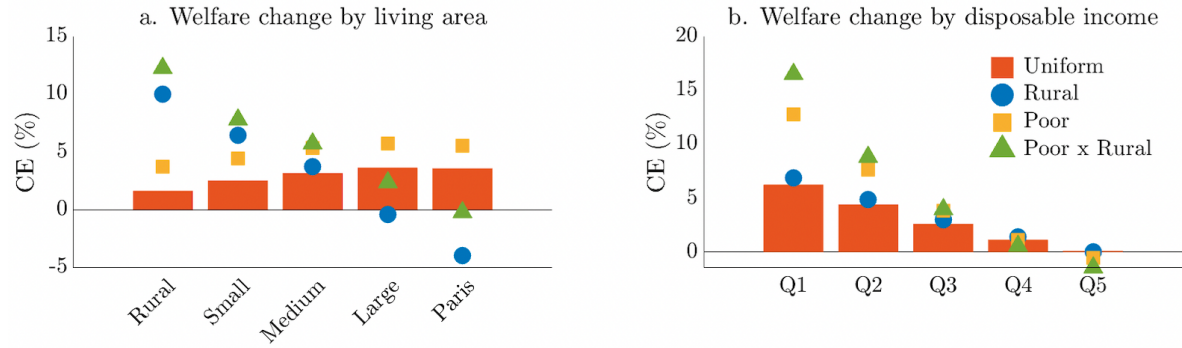 a. Welfare change by living area
CE (%)
15
10
5
0
-5
Rural
Small
Medium
Large
Paris
b. Welfare change by disposable income
CE (%)
20
15
10
5
0
Q1
Q2
Q3
Q4
Q5
Uniform
Rural
Poor
Poor x Rural